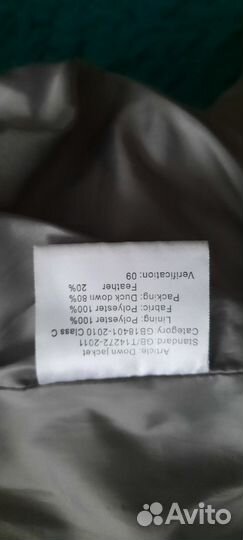 Article: Down jacket
Standard GB/T14272-2011
Category GB18401-2010 Class C
Lining: Polyester 100%
Fabric: Polyester 100%
Packing: Duck down 80%
Feather 20%
Verification: 09
Avito